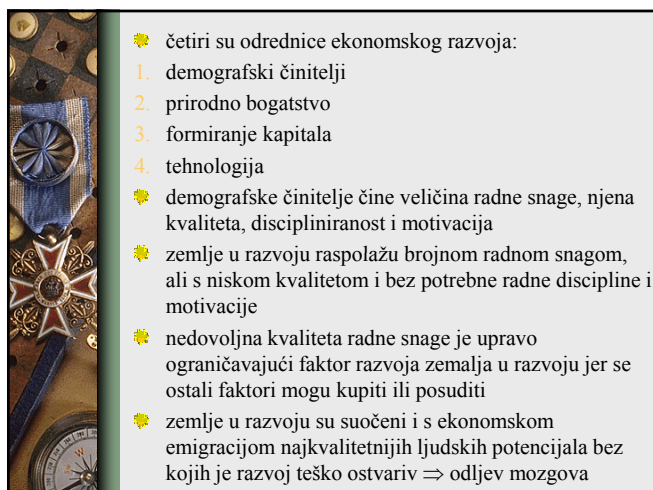 četiri su odrednice ekonomskog razvoja:
1. demografski činitelji
2. prirodno bogatstvo
3. formiranje kapitala
4. tehnologija
demografske činitelje čine veličina radne snage, njena
kvaliteta, discipliniranost i motivacija
zemlje u razvoju raspolažu brojnom radnom snagom,
ali s niskom kvalitetom i bez potrebne radne discipline i
motivacije
nedovoljna kvaliteta radne snage je upravo
ograničavajući faktor razvoja zemalja u razvoju jer se
ostali faktori mogu kupiti ili posuditi
zemlje u razvoju su suočeni i s ekonomskom
emigracijom najkvalitetnijih ljudskih potencijala bez
kojih je razvoj teško ostvariv ⇒ odljev mozgova